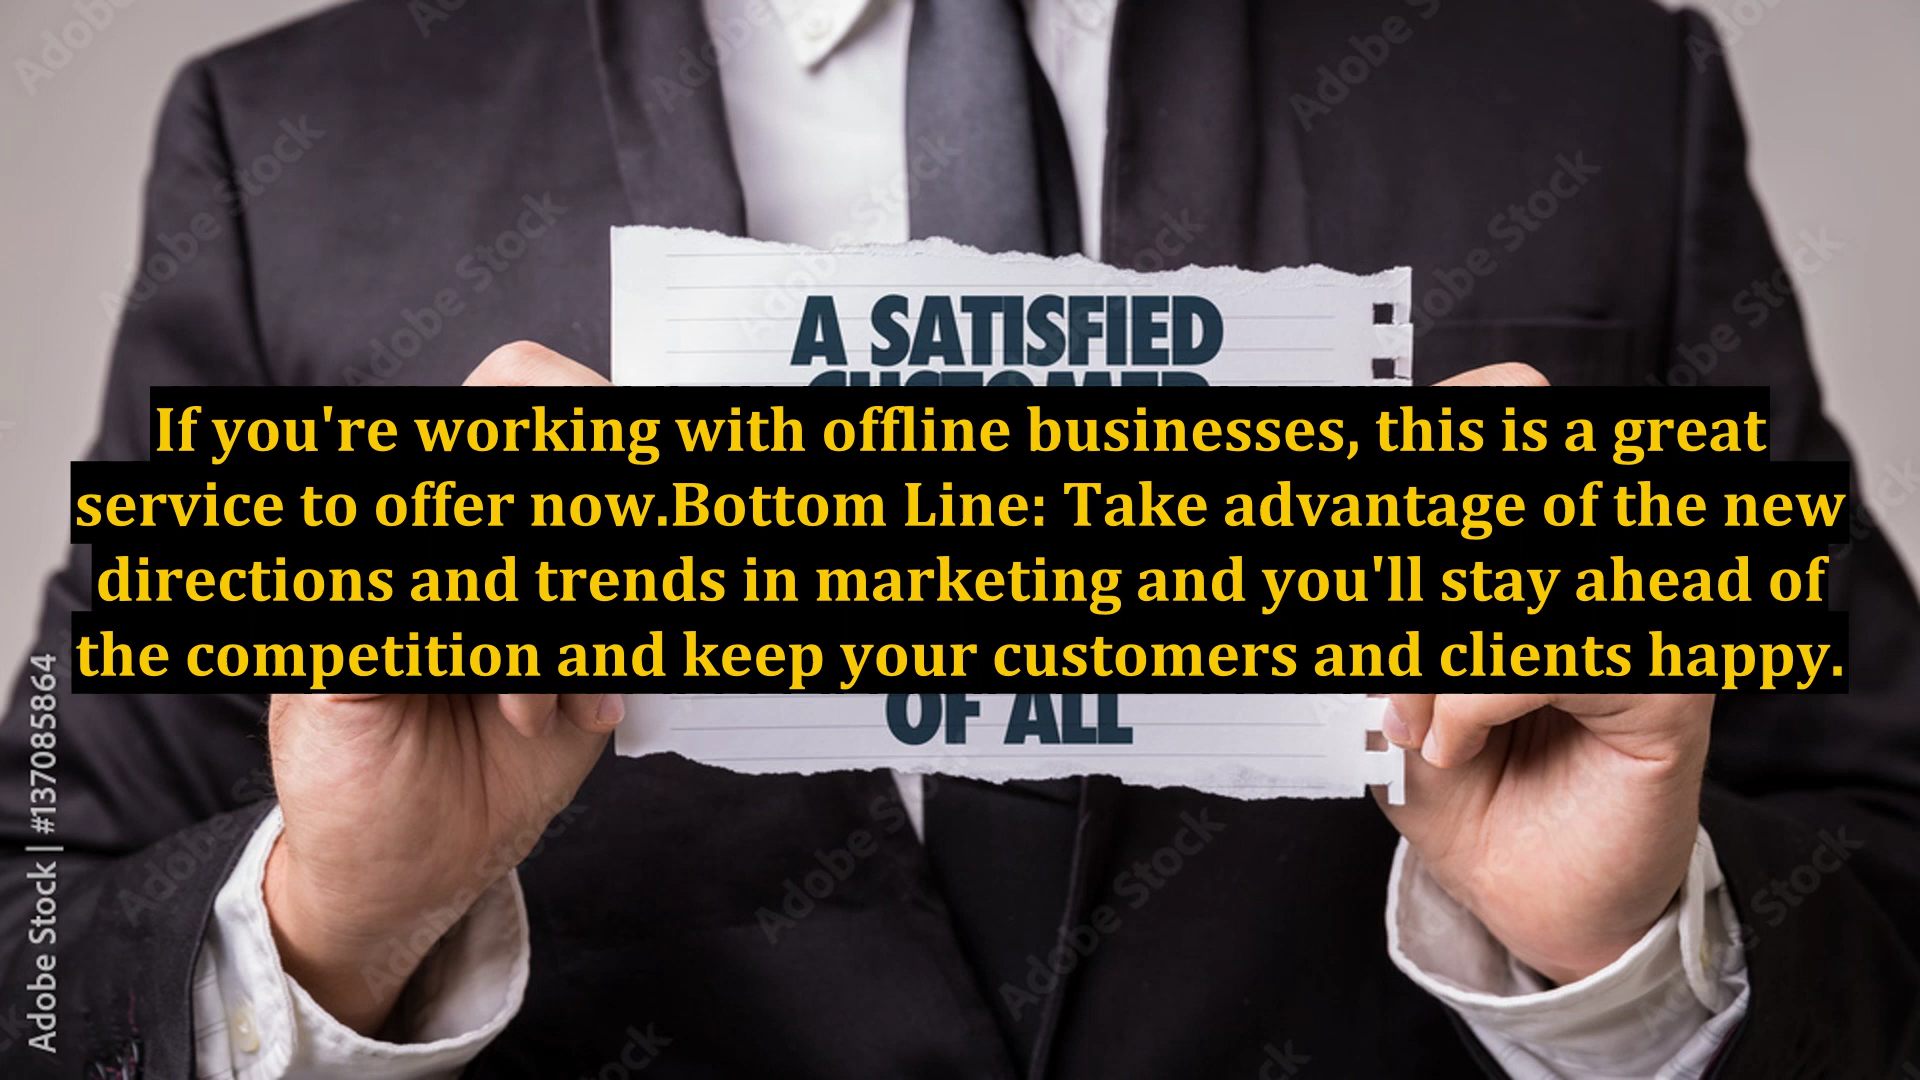 A SATISFIED
CUSTOMER
If you're working with offline businesses, this is a great
service to offer now.Bottom Line: Take advantage of the new
directions and trends in marketing and you'll stay ahead of
the competition and keep your customers and clients happy.
OF ALL
Adobe Stock | #137085864